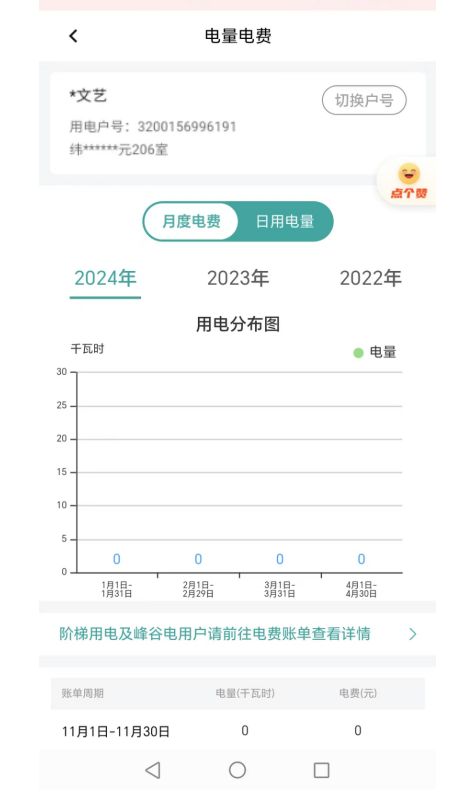 电量电费
*文艺
切换户号
用电户号：3200156996191
纬******元206室
点个赞
月度电费 日用电量
2024年 2023年 2022年
用电分布图
千瓦时
电量
30
25
20
15
10
5
0
0 0 0 0
1月1日-
1月31日
2月1日-
2月29日
3月1日-
3月31日
4月1日-
4月30日
阶梯用电及峰谷电用户请前往电费账单查看详情
账单周期 电量(千瓦时) 电费(元)
11月1日-11月30日 0 0